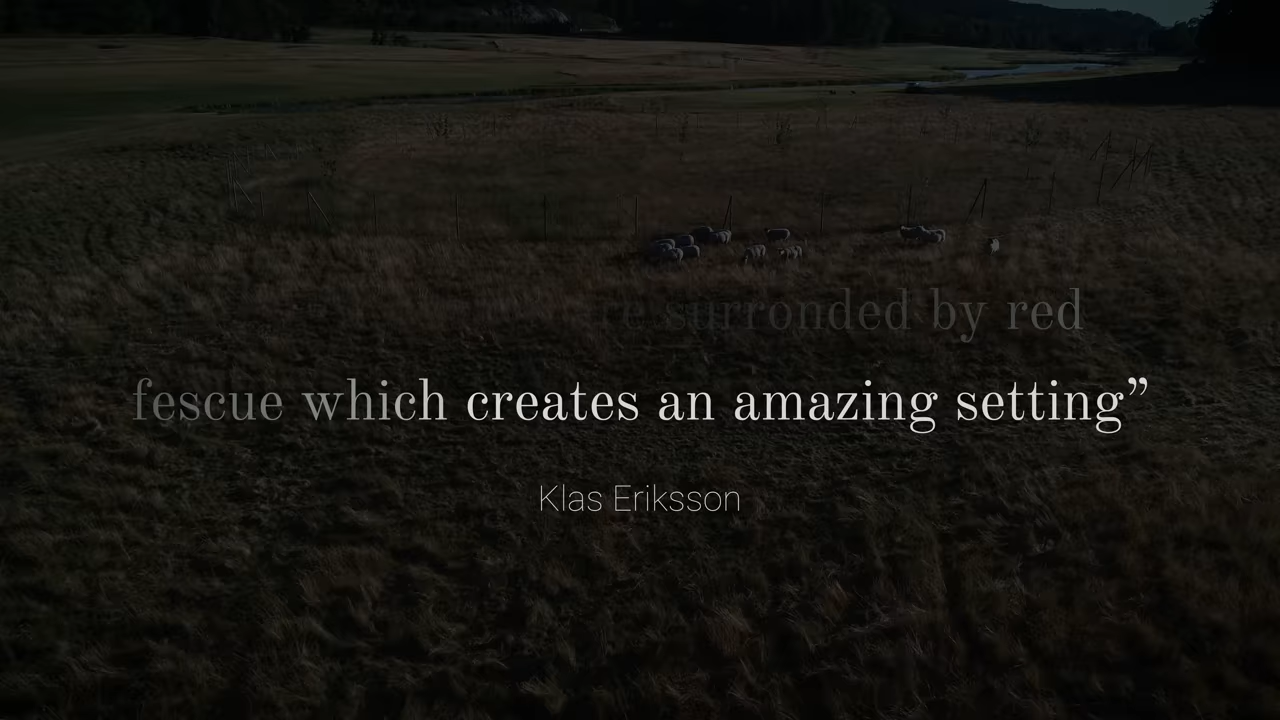 surronded by red
fescue which creates an amazing setting”
Klas Eriksson